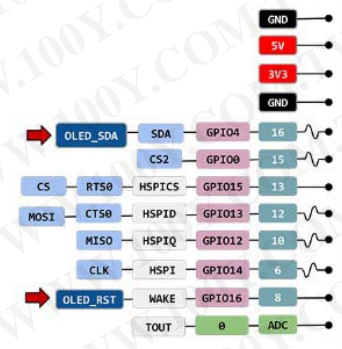 GND
5V
3V3
GND
OLED_SDA SDA GPIO4 16
CS2 GPIO0 15
CS RTS0 HSPICS GPIO15 13
MOSI CTS0 HSPID GPIO13 12
MISO HSPIQ GPIO12 10
CLK HSPI GPIO14 6
OLED_RST WAKE GPIO16 8
TOUT 0 ADC